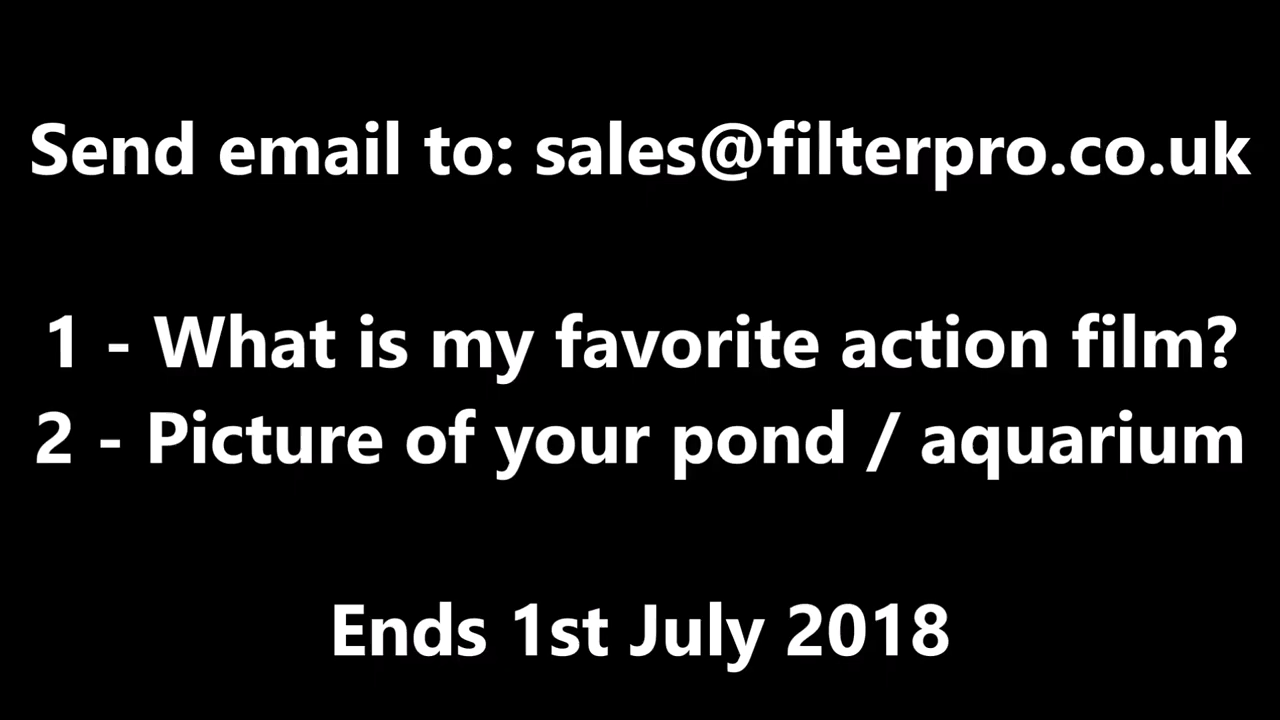 Send email to: sales@filterpro.co.uk
1 - What is my favorite action film?
2 - Picture of your pond / aquarium
Ends 1st July 2018